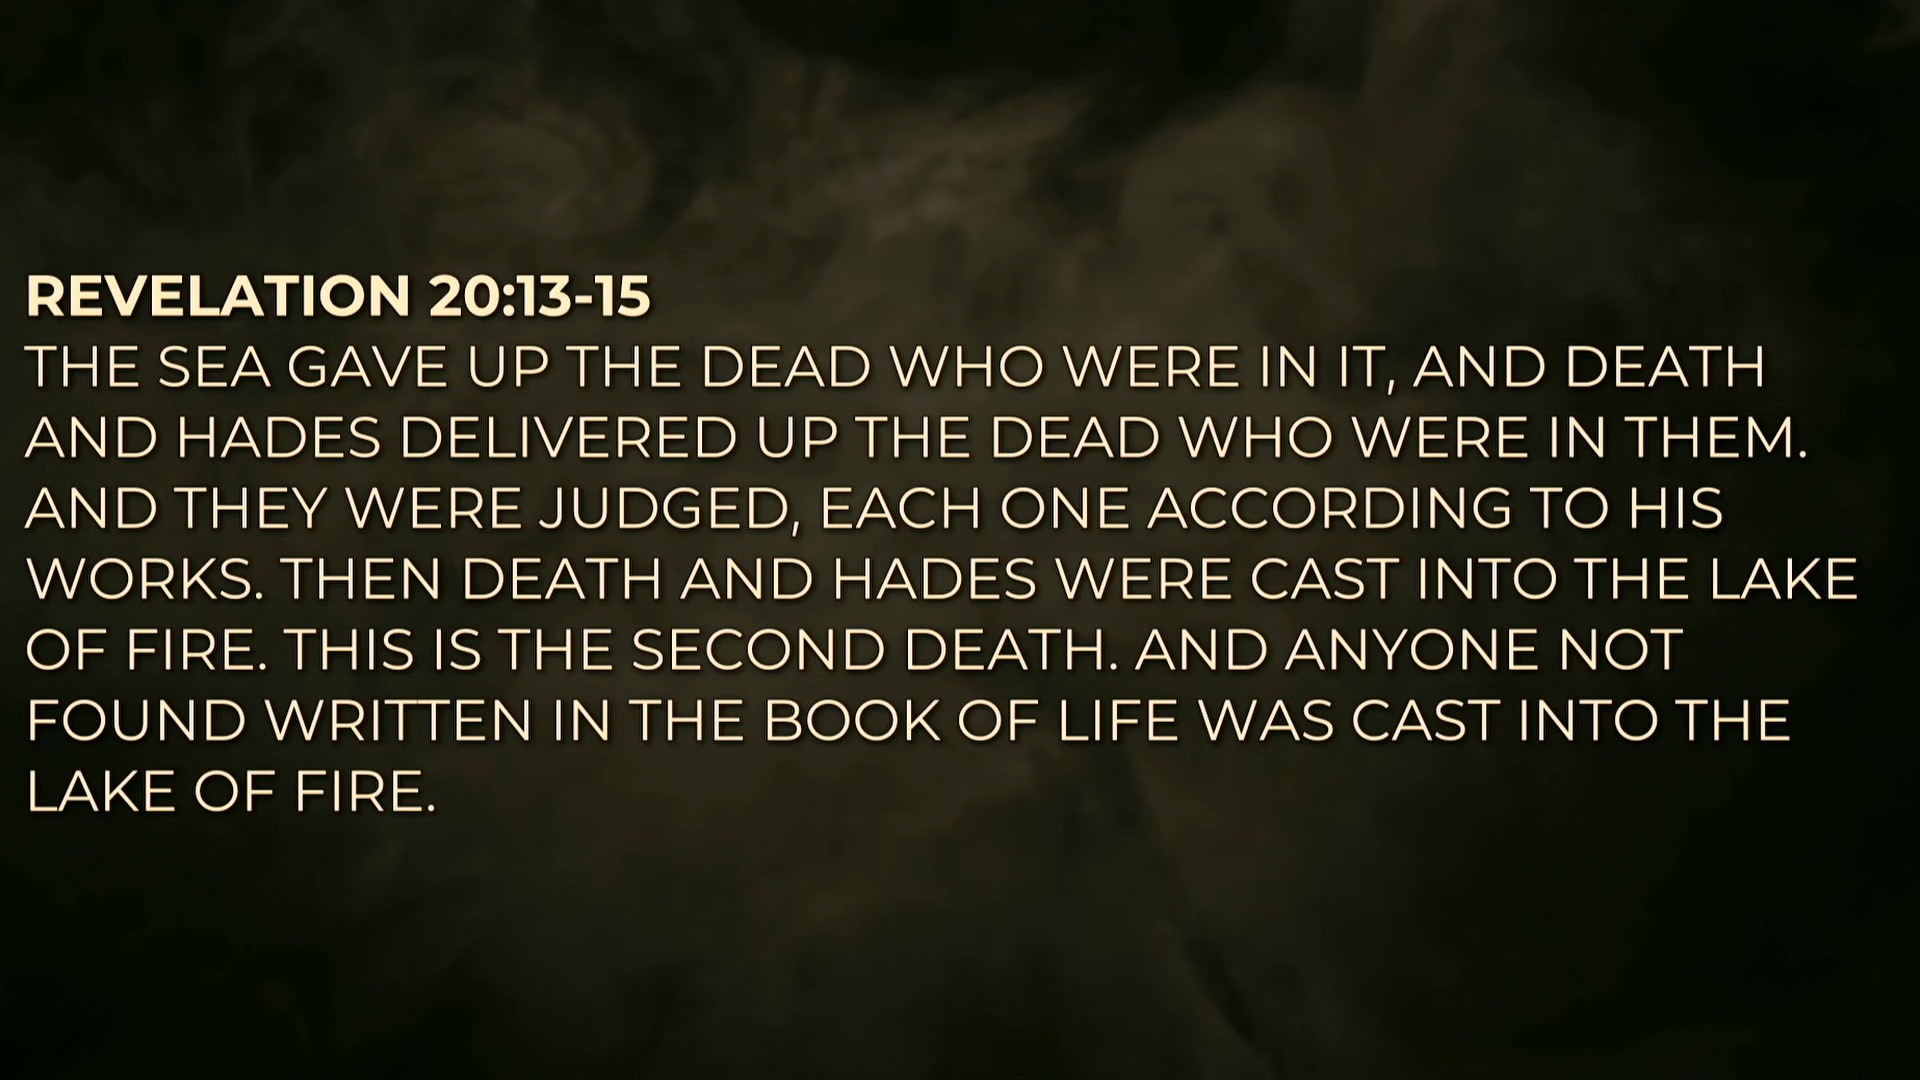 REVELATION 20:13-15
THE SEA GAVE UP THE DEAD WHO WERE IN IT, AND DEATH
AND HADES DELIVERED UP THE DEAD WHO WERE IN THEM.
AND THEY WERE JUDGED, EACH ONE ACCORDING TO HIS
WORKS. THEN DEATH AND HADES WERE CAST INTO THE LAKE
OF FIRE. THIS IS THE SECOND DEATH. AND ANYONE NOT
FOUND WRITTEN IN THE BOOK OF LIFE WAS CAST INTO THE
LAKE OF FIRE.